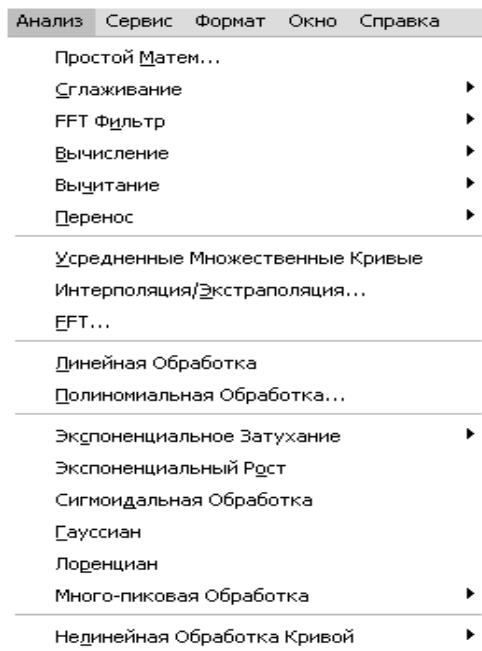 Анализ Сервис Формат Окно Справка
Простой Матем...
Сглаживание
FFT Фильтр
Вычисление
Вычитание
Перенос
Усредненные Множественные Кривые
Интерполяция/Экстраполяция...
FFT...
Линейная Обработка
Полиномиальная Обработка...
Экспоненциальное Затухание
Экспоненциальный Рост
Сигмоидальная Обработка
Гауссиан
Лоренциан
Много-пиковая Обработка
Нелинейная Обработка Кривой